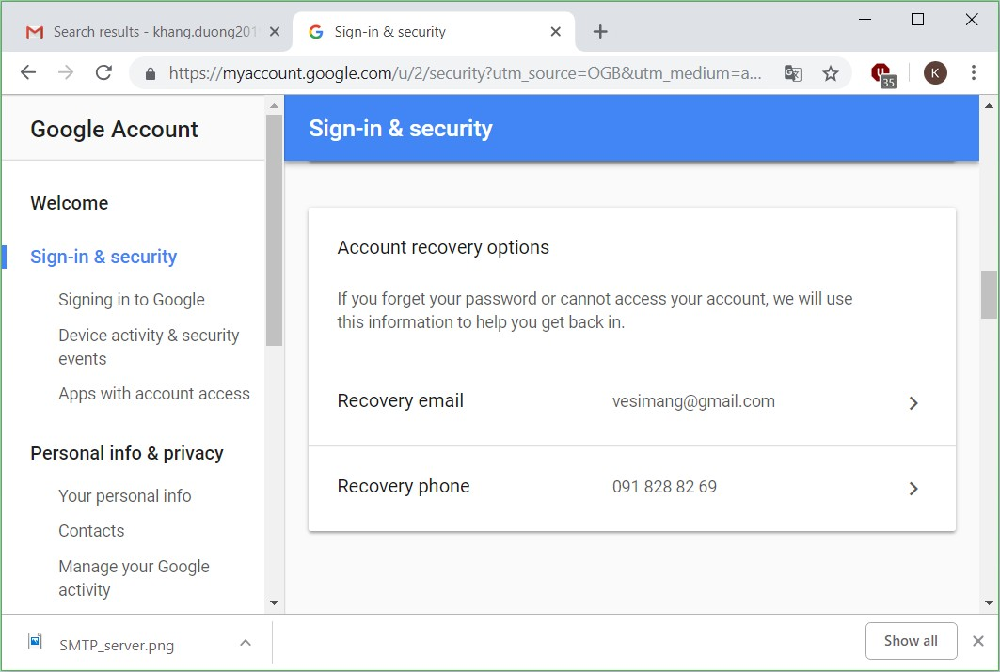 Search results - khang.duong201
Sign-in & security
https://myaccount.google.com/u/2/security?utm_source=OGB&utm_medium=a...
35
K
Google Account
Sign-in & security
Welcome
Sign-in & security
Signing in to Google
Device activity & security
events
Apps with account access
Personal info & privacy
Your personal info
Contacts
Manage your Google
activity
Account recovery options
If you forget your password or cannot access your account, we will use
this information to help you get back in.
Recovery email vesimang@gmail.com
Recovery phone 091 828 82 69
SMTP_server.png
Show all